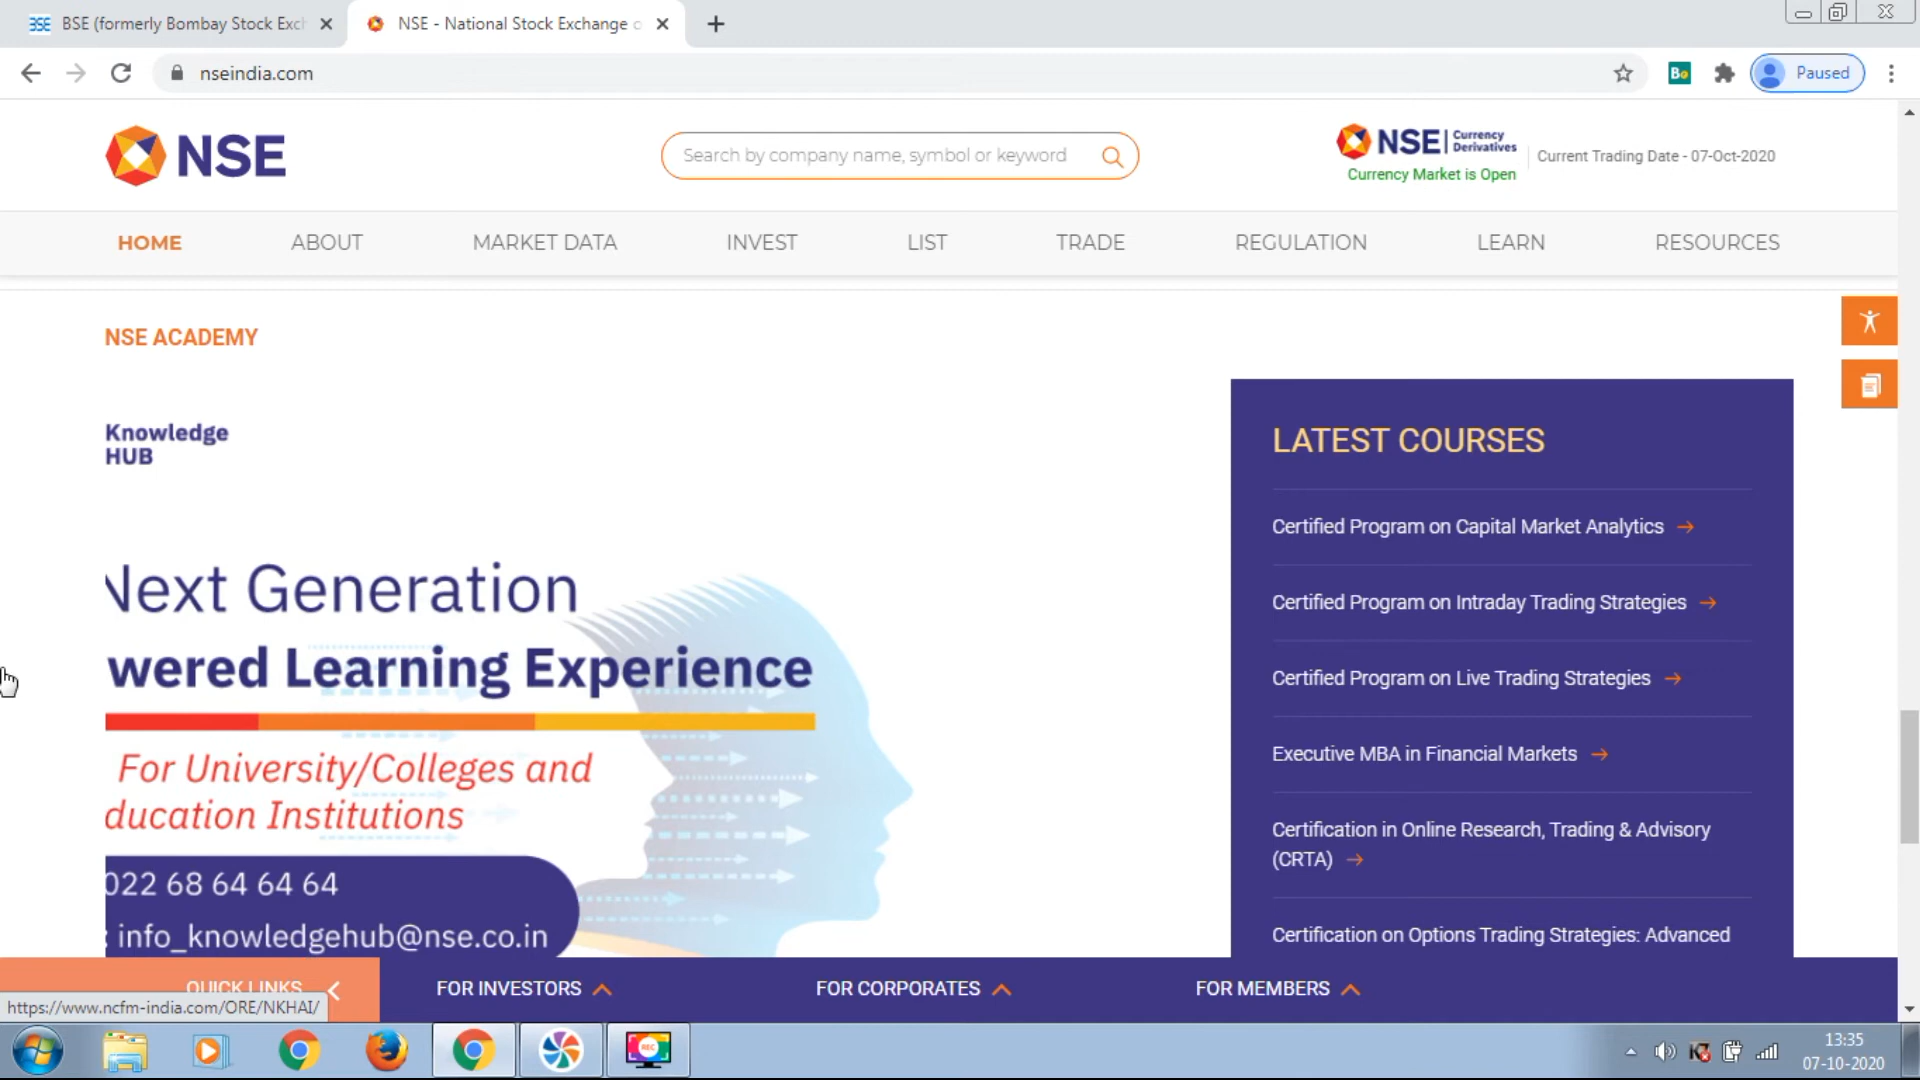 BSE (formerly Bombay Stock Exch
NSE - National Stock Exchange o
nseindia.com
Paused
NSE
Search by company name, symbol or keyword
NSE Currency Derivatives
Currency Market is Open
Current Trading Date - 07-Oct-2020
HOME
ABOUT
MARKET DATA
INVEST
LIST
TRADE
REGULATION
LEARN
RESOURCES
NSE ACADEMY
Knowledge
HUB
Next Generation
wered Learning Experience
For University/Colleges and
ducation Institutions
022 68 64 64 64
: info_knowledgehub@nse.co.in
LATEST COURSES
Certified Program on Capital Market Analytics
Certified Program on Intraday Trading Strategies
Certified Program on Live Trading Strategies
Executive MBA in Financial Markets
Certification in Online Research, Trading & Advisory
(CRTA)
Certification on Options Trading Strategies: Advanced
QUICK LINKS
FOR INVESTORS
FOR CORPORATES
FOR MEMBERS
https://www.ncfm-india.com/ORE/NKHAI/
REC
13:35
07-10-2020